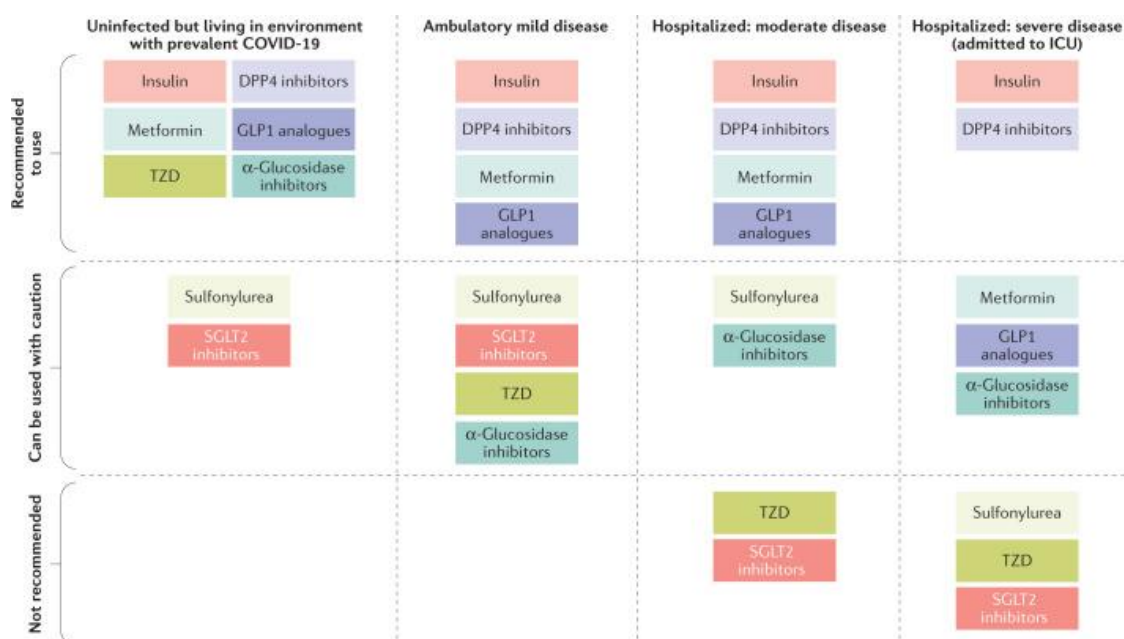 Uninfected but living in environment
with prevalent COVID-19
Ambulatory mild disease
Hospitalized: moderate disease
Hospitalized: severe disease
(admitted to ICU)
Recommended
to use
Insulin
DPP4 inhibitors
Metformin
GLP1 analogues
TZD
α-Glucosidase
inhibitors
Insulin
DPP4 inhibitors
Metformin
GLP1
analogues
Insulin
DPP4 inhibitors
Metformin
GLP1
analogues
Insulin
DPP4 inhibitors
Can be used with caution
Sulfonylurea
SGLT2
inhibitors
Sulfonylurea
SGLT2
inhibitors
TZD
α-Glucosidase
inhibitors
Sulfonylurea
α-Glucosidase
inhibitors
Metformin
GLP1
analogues
α-Glucosidase
inhibitors
Not recommended
TZD
SGLT2
inhibitors
Sulfonylurea
TZD
SGLT2
inhibitors